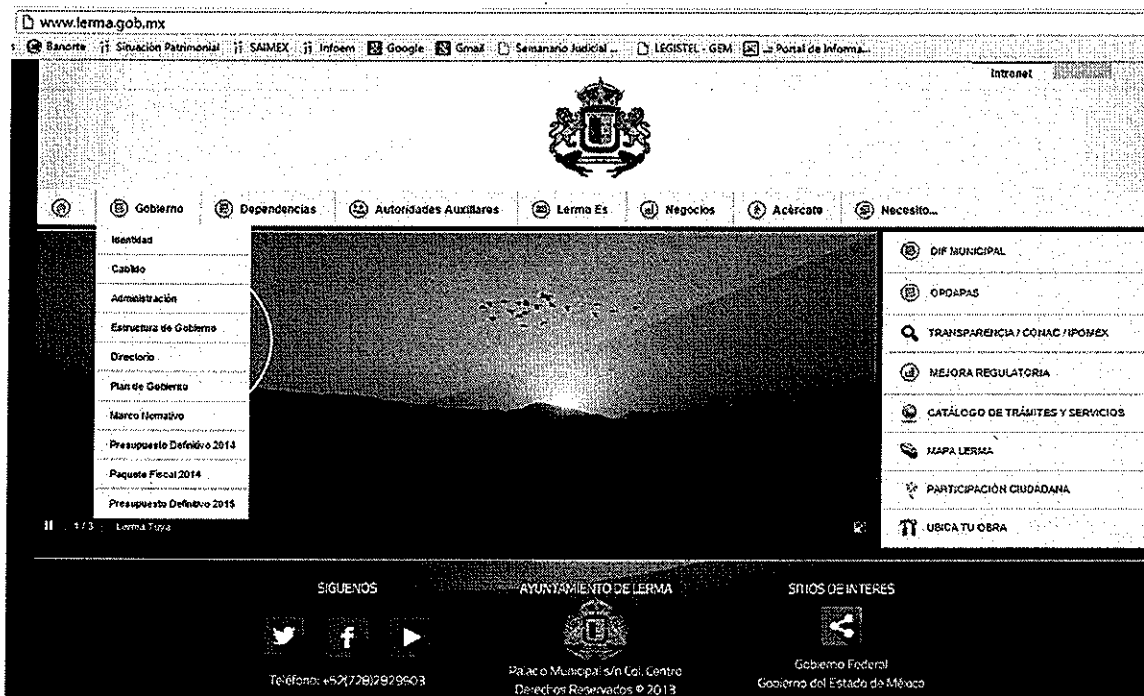 www.lerma.gob.mx
Banorte Situación Patrimonial SAIMEX Infoem Google Gmail Semanario Judicial ... LEGISTEL - GEM ... Portal de Informa...
Intranet
Gobierno Dependencias Autoridades Auxiliares Lerma Es Negocios Acércate Necesito...
Identidad
Cabildo
Administración
Estructura de Gobierno
Directorio
Plan de Gobierno
Marco Normativo
Presupuesto Definitivo 2014
Paquete Fiscal 2014
Presupuesto Definitivo 2015
DIF MUNICIPAL
OPDAPAS
TRANSPARENCIA / CONAC / IPOMEX
MEJORA REGULATORIA
CATÁLOGO DE TRÁMITES Y SERVICIOS
MAPA LERMA
PARTICIPACIÓN CIUDADANA
UBICA TU OBRA
1 / 3 Lerma Tuya
SIGUENOS
Teléfono: +52(728)2829903
AYUNTAMIENTO DE LERMA
Palacio Municipal s/n Col. Centro
Derechos Reservados © 2013
SITIOS DE INTERES
Gobierno Federal
Gobierno del Estado de México